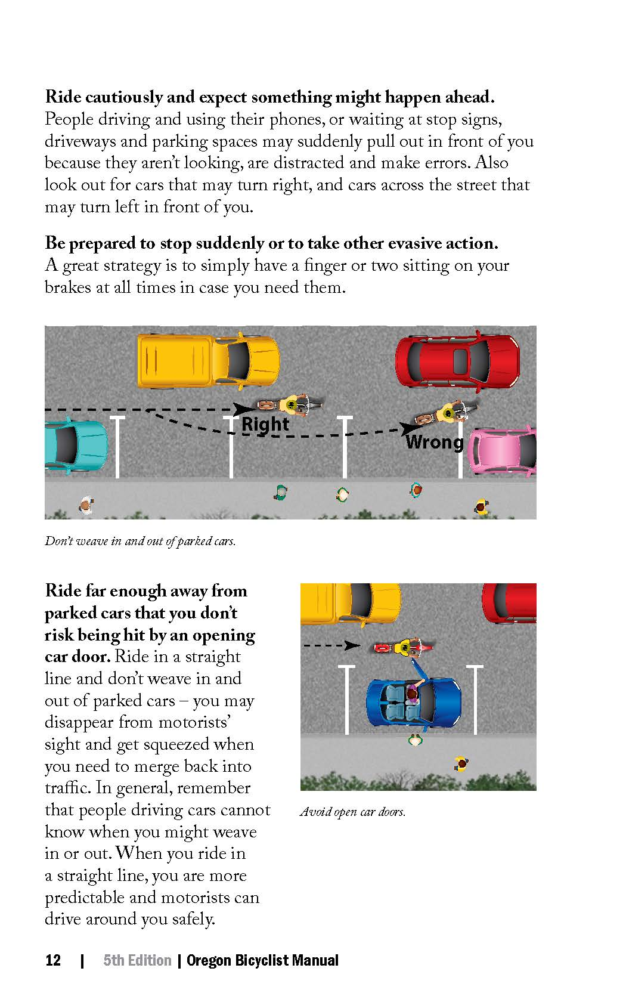 Ride cautiously and expect something might happen ahead.
People driving and using their phones, or waiting at stop signs,
driveways and parking spaces may suddenly pull out in front of you
because they aren’t looking, are distracted and make errors. Also
look out for cars that may turn right, and cars across the street that
may turn left in front of you.
Be prepared to stop suddenly or to take other evasive action.
A great strategy is to simply have a finger or two sitting on your
brakes at all times in case you need them.
Right
Wrong
Don’t weave in and out of parked cars.
Ride far enough away from
parked cars that you don’t
risk being hit by an opening
car door. Ride in a straight
line and don’t weave in and
out of parked cars – you may
disappear from motorists’
sight and get squeezed when
you need to merge back into
traffic. In general, remember
that people driving cars cannot
know when you might weave
in or out. When you ride in
a straight line, you are more
predictable and motorists can
drive around you safely.
Avoid open car doors.
12 | 5th Edition | Oregon Bicyclist Manual